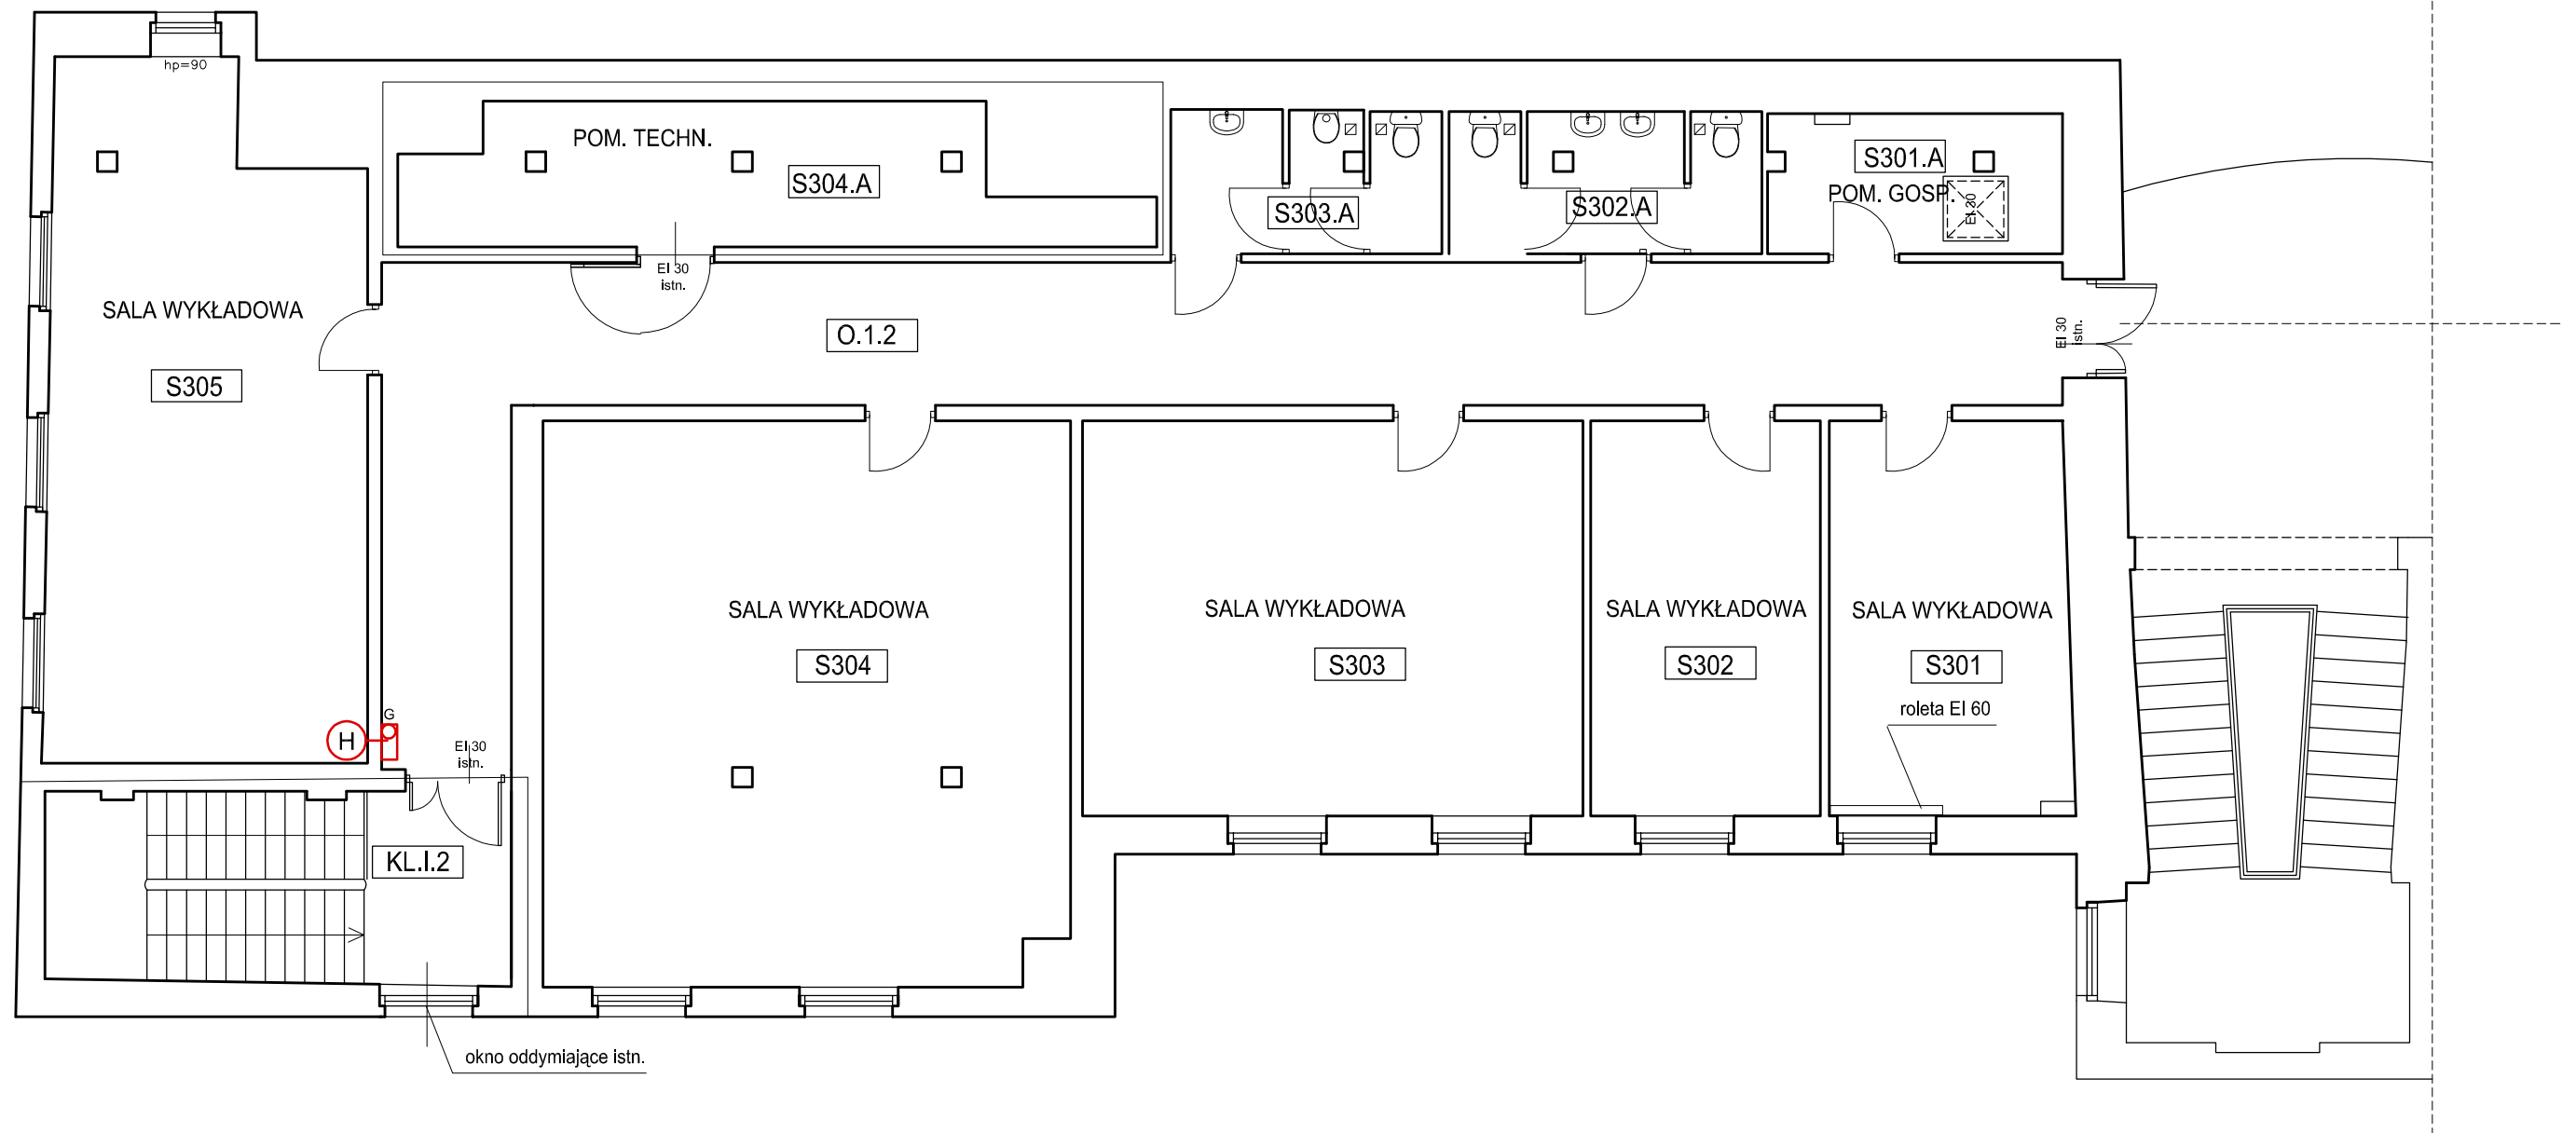 hp=90
POM. TECHN.
S304.A
S303.A
S302.A
S301.A
POM. GOSP.
EI 30
EI 30
istn.
SALA WYKŁADOWA
S305
O.1.2
EI 30
istn.
SALA WYKŁADOWA
S304
SALA WYKŁADOWA
S303
SALA WYKŁADOWA
S302
SALA WYKŁADOWA
S301
roleta EI 60
G
H
EI 30
istn.
KL.I.2
okno oddymiające istn.